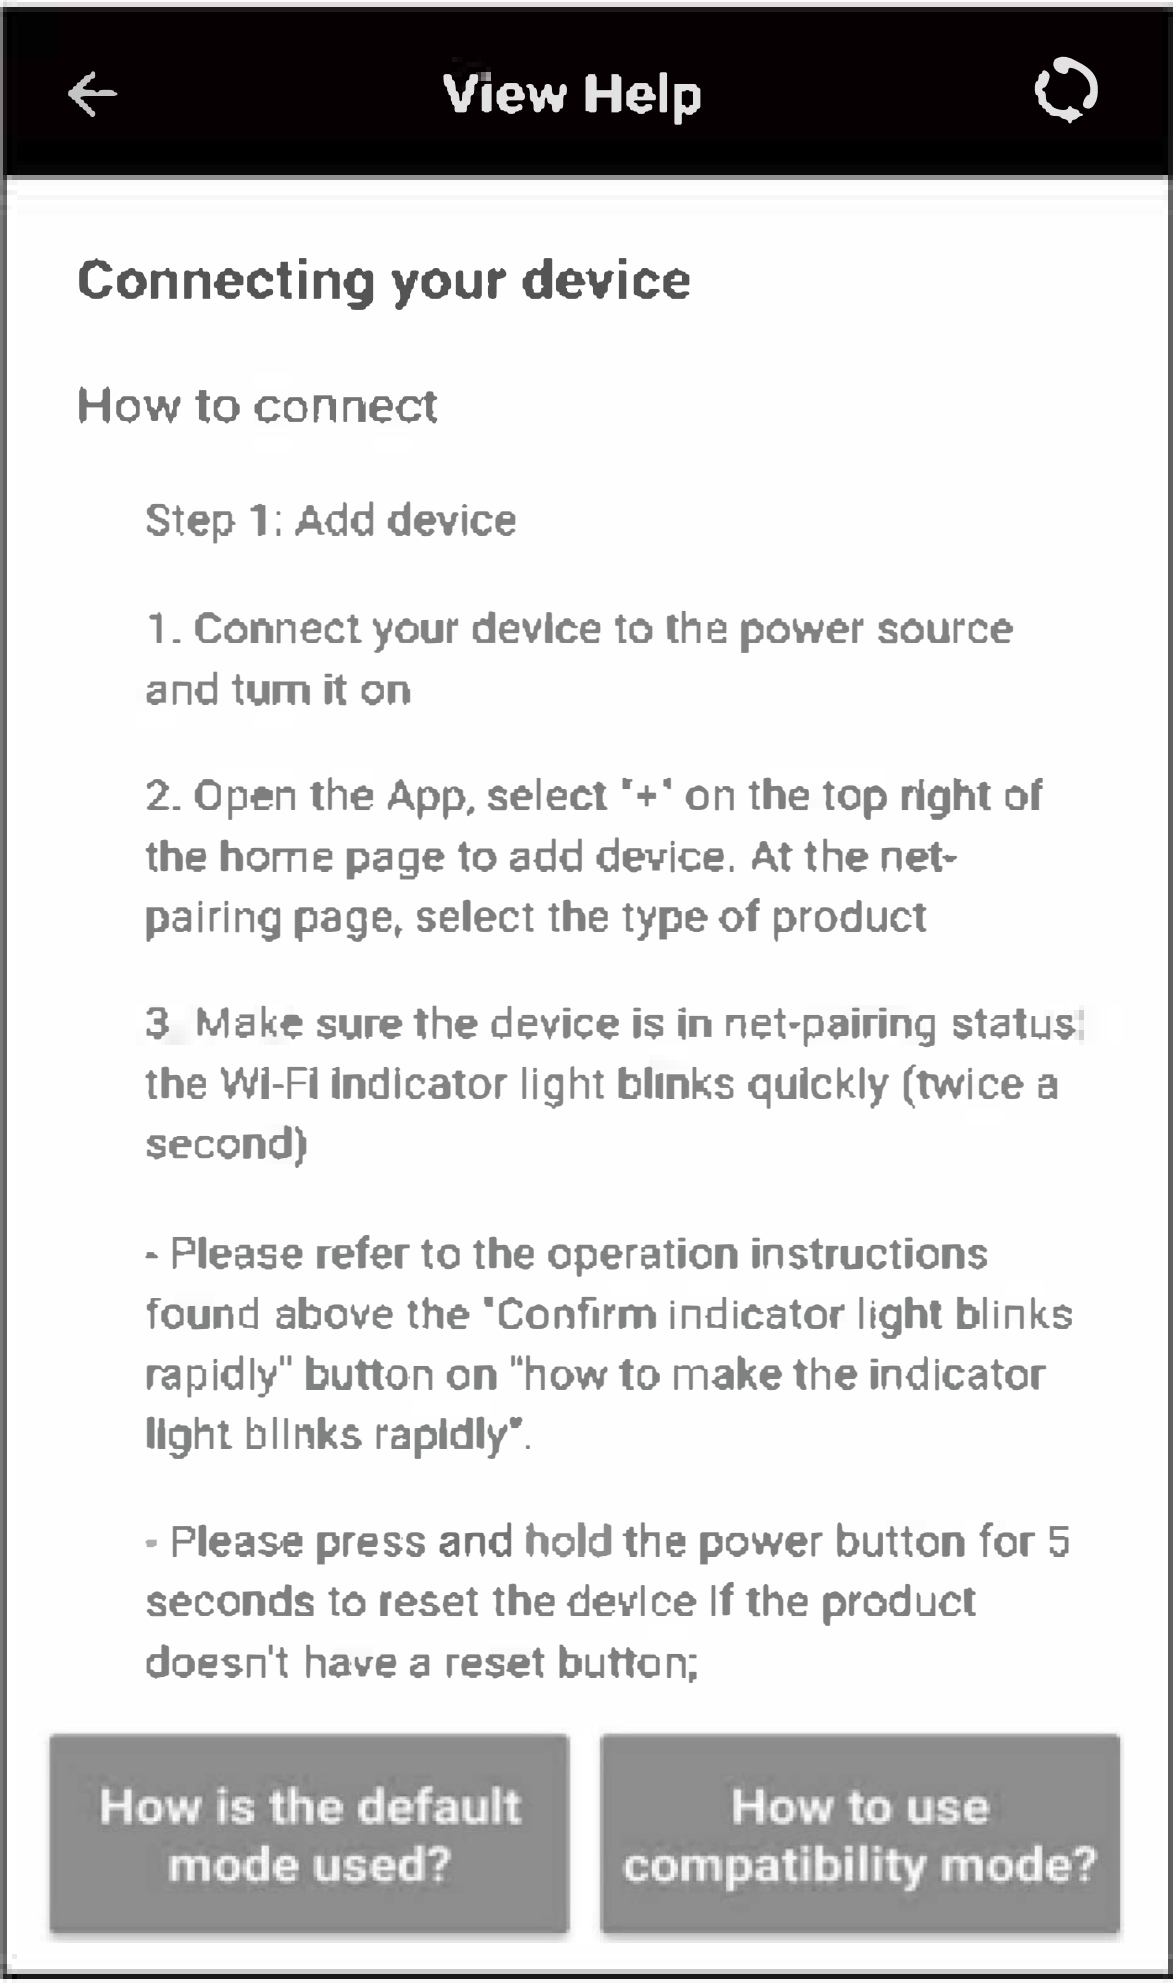 View Help
Connecting your device
How to connect
Step 1: Add device
1. Connect your device to the power source
and turn it on
2. Open the App, select "+" on the top right of
the home page to add device. At the net-
pairing page, select the type of product
3. Make sure the device is in net-pairing status:
the Wi-Fi indicator light blinks quickly (twice a
second)
- Please refer to the operation instructions
found above the "Confirm indicator light blinks
rapidly" button on "how to make the indicator
light blinks rapidly".
- Please press and hold the power button for 5
seconds to reset the device if the product
doesn't have a reset button;
How is the default
mode used?
How to use
compatibility mode?